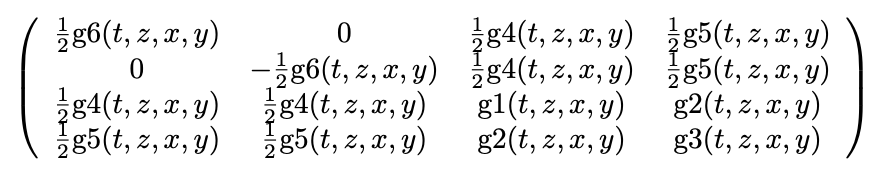 ½g6(t, z, x, y) 0 ½g4(t, z, x, y) ½g5(t, z, x, y)
0 −½g6(t, z, x, y) ½g4(t, z, x, y) ½g5(t, z, x, y)
½g4(t, z, x, y) ½g4(t, z, x, y) g1(t, z, x, y) g2(t, z, x, y)
½g5(t, z, x, y) ½g5(t, z, x, y) g2(t, z, x, y) g3(t, z, x, y)